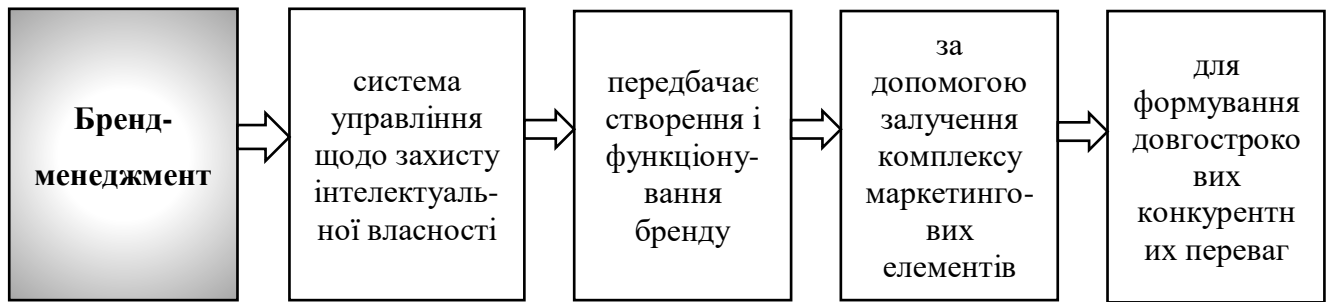 Бренд-
менеджмент
система
управління
щодо захисту
інтелектуаль-
ної власності
передбачає
створення і
функціону-
вання
бренду
за
допомогою
залучення
комплексу
маркетинго-
вих
елементів
для
формування
довгостроко
вих
конкурентн
их переваг